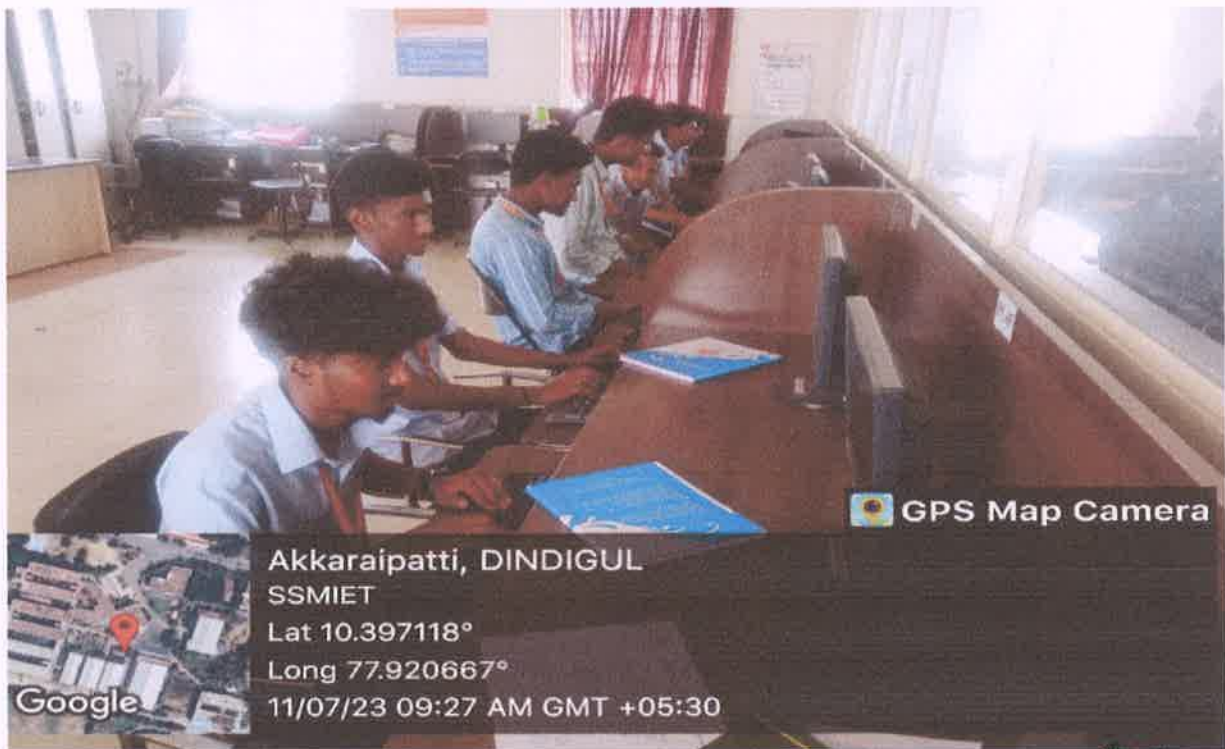 GPS Map Camera
Akkaraipatti, DINDIGUL
SSMIET
Lat 10.397118°
Long 77.920667°
11/07/23 09:27 AM GMT +05:30
Google